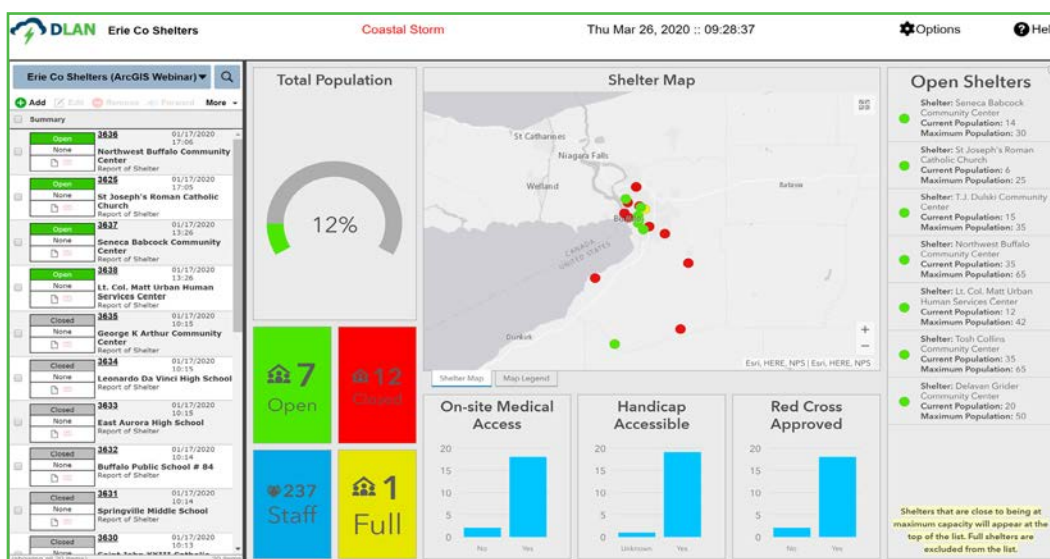 DLAN Erie Co Shelters
Coastal Storm
Thu Mar 26, 2020 :: 09:28:37
Options
Hel
Erie Co Shelters (ArcGIS Webinar)
Add Edit Remove Forward More
Summary
Open
None
3636
01/17/2020
17:06
Northwest Buffalo Community
Center
Report of Shelter
Open
None
3625
01/17/2020
17:05
St Joseph's Roman Catholic
Church
Report of Shelter
Open
None
3637
01/17/2020
13:26
Seneca Babcock Community
Center
Report of Shelter
Open
None
3638
01/17/2020
13:26
Lt. Col. Matt Urban Human
Services Center
Report of Shelter
Closed
None
3635
01/17/2020
10:15
George K Arthur Community
Center
Report of Shelter
Closed
None
3634
01/17/2020
10:15
Leonardo Da Vinci High School
Report of Shelter
Closed
None
3633
01/17/2020
10:15
East Aurora High School
Report of Shelter
Closed
None
3632
01/17/2020
10:14
Buffalo Public School # 84
Report of Shelter
Closed
None
3631
01/17/2020
10:14
Springville Middle School
Report of Shelter
Closed
3630
01/17/2020
10:13
Total Population
12%
7
Open
12
Closed
237
Staff
1
Full
Shelter Map
St Catharines
Niagara Falls
Welland
Batavia
CANADA
UNITED STATES
Dunkirk
+
−
Esri, HERE, NPS | Esri, HERE, NPS
Shelter Map
Map Legend
On-site Medical
Access
20
15
10
5
0
No
Yes
Handicap
Accessible
20
15
10
5
0
Unknown
Yes
Red Cross
Approved
20
15
10
5
0
No
Yes
Open Shelters
Shelter: Seneca Babcock
Community Center
Current Population: 14
Maximum Population: 30
Shelter: St Joseph's Roman
Catholic Church
Current Population: 6
Maximum Population: 25
Shelter: T.J. Dulski Community
Center
Current Population: 15
Maximum Population: 35
Shelter: Northwest Buffalo
Community Center
Current Population: 35
Maximum Population: 65
Shelter: Lt. Col. Matt Urban
Human Services Center
Current Population: 12
Maximum Population: 42
Shelter: Tosh Collins
Community Center
Current Population: 35
Maximum Population: 65
Shelter: Delavan Grider
Community Center
Current Population: 20
Maximum Population: 50
Shelters that are close to being at
maximum capacity will appear at the
top of the list. Full shelters are
excluded from the list.